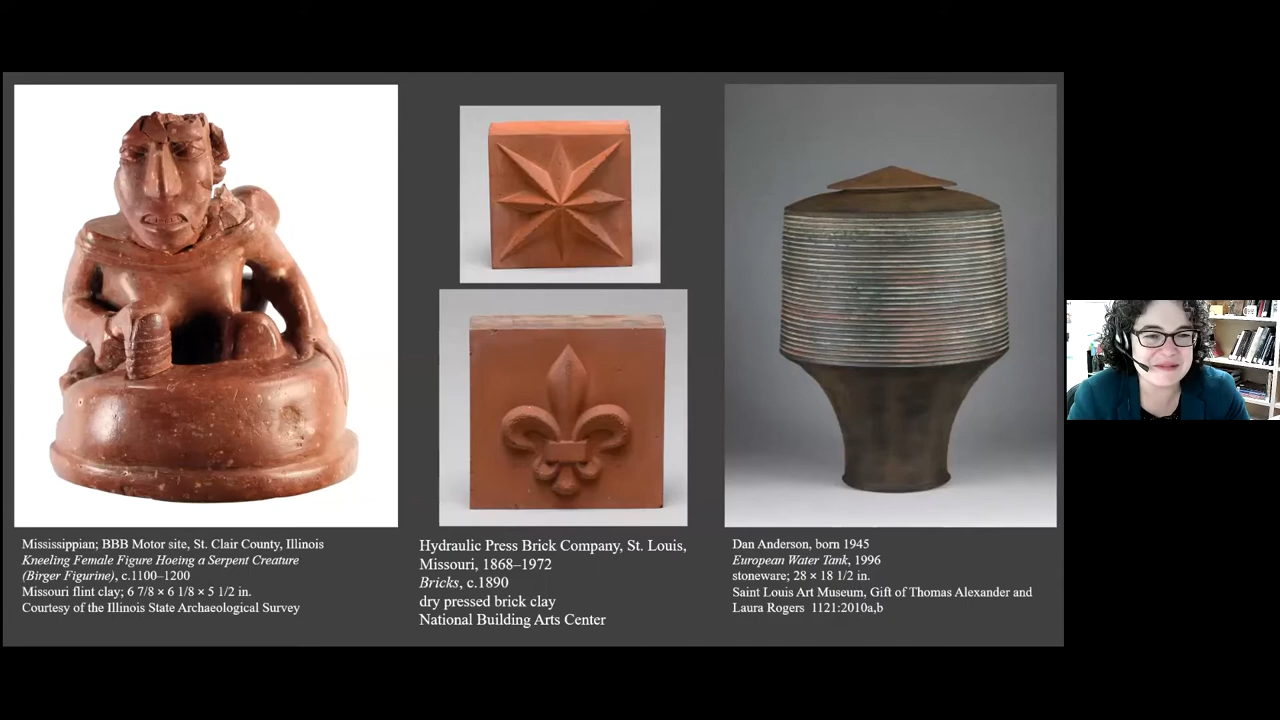 Mississippian; BBB Motor site, St. Clair County, Illinois
Kneeling Female Figure Hoeing a Serpent Creature
(Birger Figurine), c.1100–1200
Missouri flint clay; 6 7/8 × 6 1/8 × 5 1/2 in.
Courtesy of the Illinois State Archaeological Survey
Hydraulic Press Brick Company, St. Louis,
Missouri, 1868–1972
Bricks, c.1890
dry pressed brick clay
National Building Arts Center
Dan Anderson, born 1945
European Water Tank, 1996
stoneware; 28 × 18 1/2 in.
Saint Louis Art Museum, Gift of Thomas Alexander and
Laura Rogers 1121:2010a,b